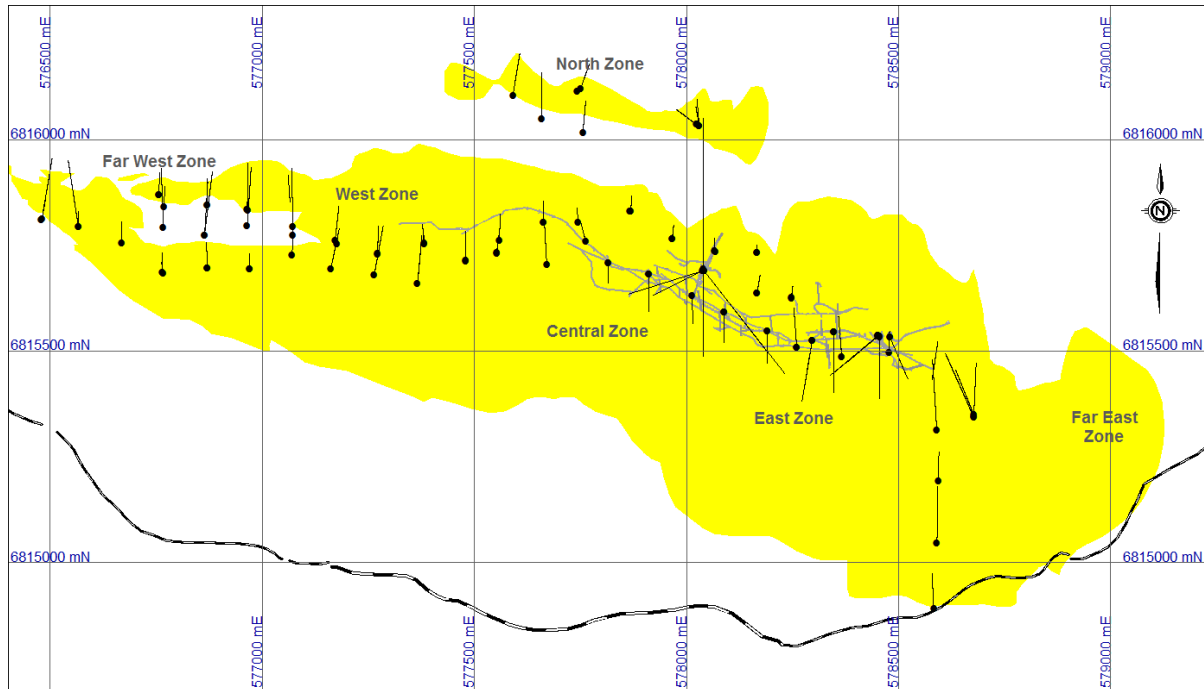 576500 mE
577000 mE
577500 mE
578000 mE
578500 mE
579000 mE
North Zone
6816000 mN
6816000 mN
Far West Zone
West Zone
N
Central Zone
6815500 mN
6815500 mN
East Zone
Far East
Zone
6815000 mN
6815000 mN
577000 mE
577500 mE
578000 mE
578500 mE
579000 mE